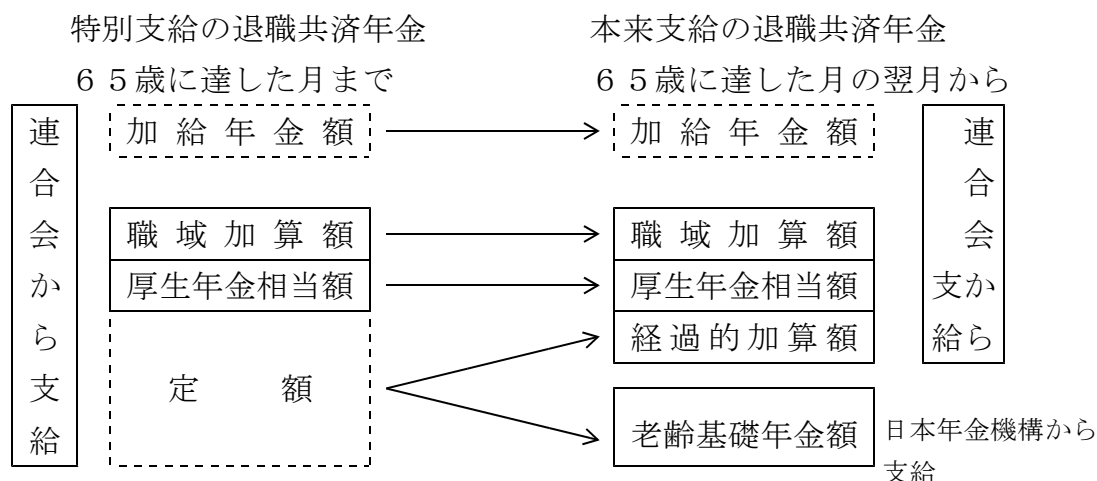 特別支給の退職共済年金
６５歳に達した月まで
本来支給の退職共済年金
６５歳に達した月の翌月から
連合会から支給
加給年金額
職域加算額
厚生年金相当額
定額
加給年金額
職域加算額
厚生年金相当額
経過的加算額
老齢基礎年金額
連合会から支給
日本年金機構から
支給